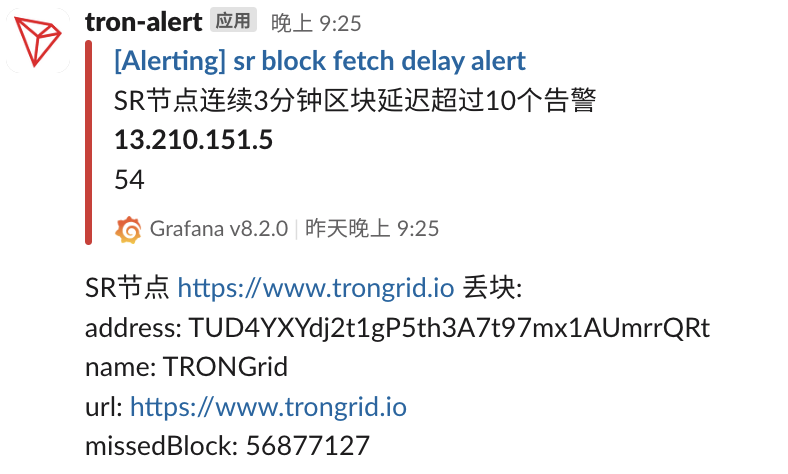 tron-alert 应用 晚上 9:25
[Alerting] sr block fetch delay alert
SR节点连续3分钟区块延迟超过10个告警
13.210.151.5
54
Grafana v8.2.0 | 昨天晚上 9:25
SR节点 https://www.trongrid.io 丢块:
address: TUD4YXYdj2t1gP5th3A7t97mx1AUmrrQRt
name: TRONGrid
url: https://www.trongrid.io
missedBlock: 56877127